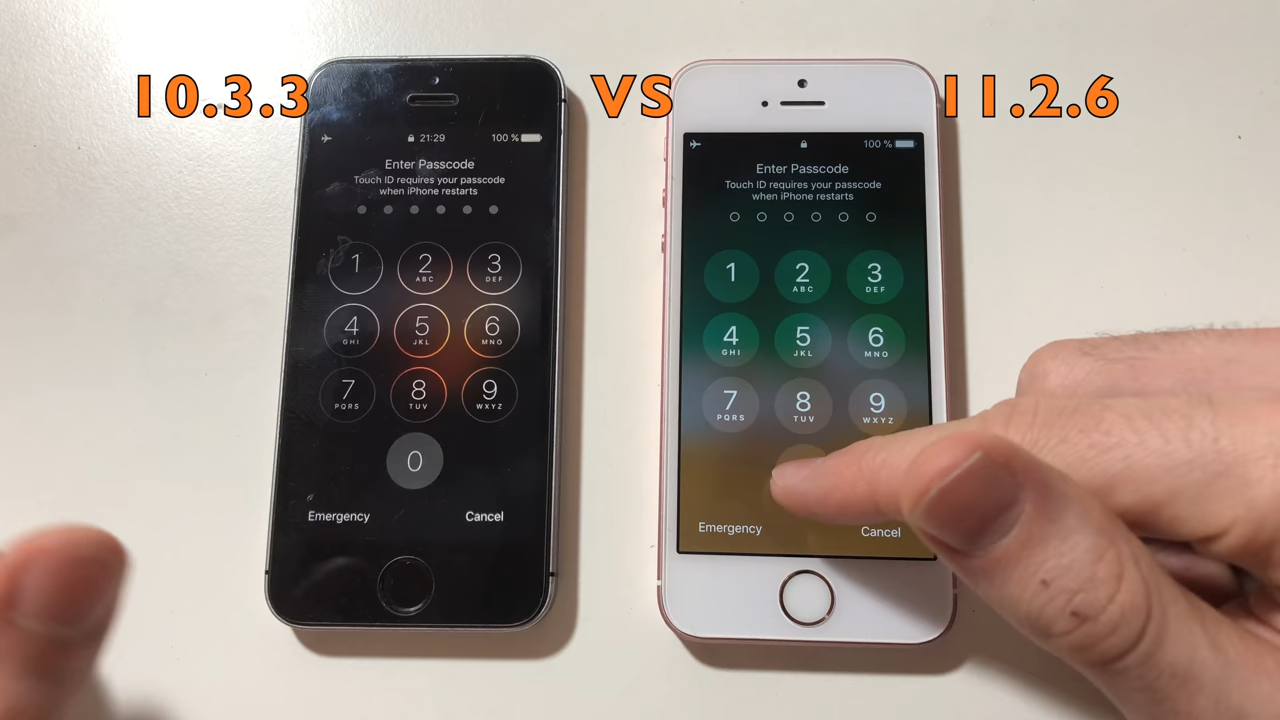 10.3.3 VS 11.2.6
21:29 100 %
Enter Passcode
Touch ID requires your passcode
when iPhone restarts
1 2 3
ABC DEF
4 5 6
GHI JKL MNO
7 8 9
PQRS TUV WXYZ
0
Emergency Cancel
100 %
Enter Passcode
Touch ID requires your passcode
when iPhone restarts
1 2 3
ABC DEF
4 5 6
GHI JKL MNO
7 8 9
PQRS TUV WXYZ
Emergency Cancel